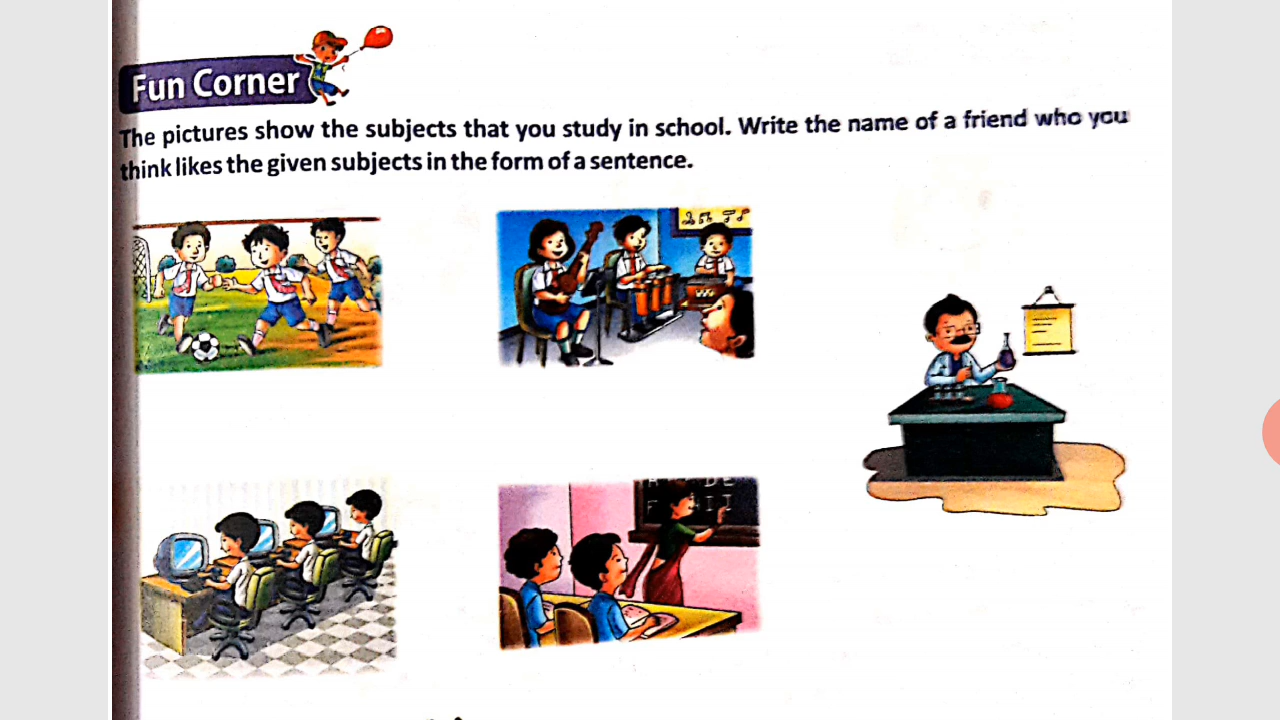 Fun Corner
The pictures show the subjects that you study in school. Write the name of a friend who you
think likes the given subjects in the form of a sentence.